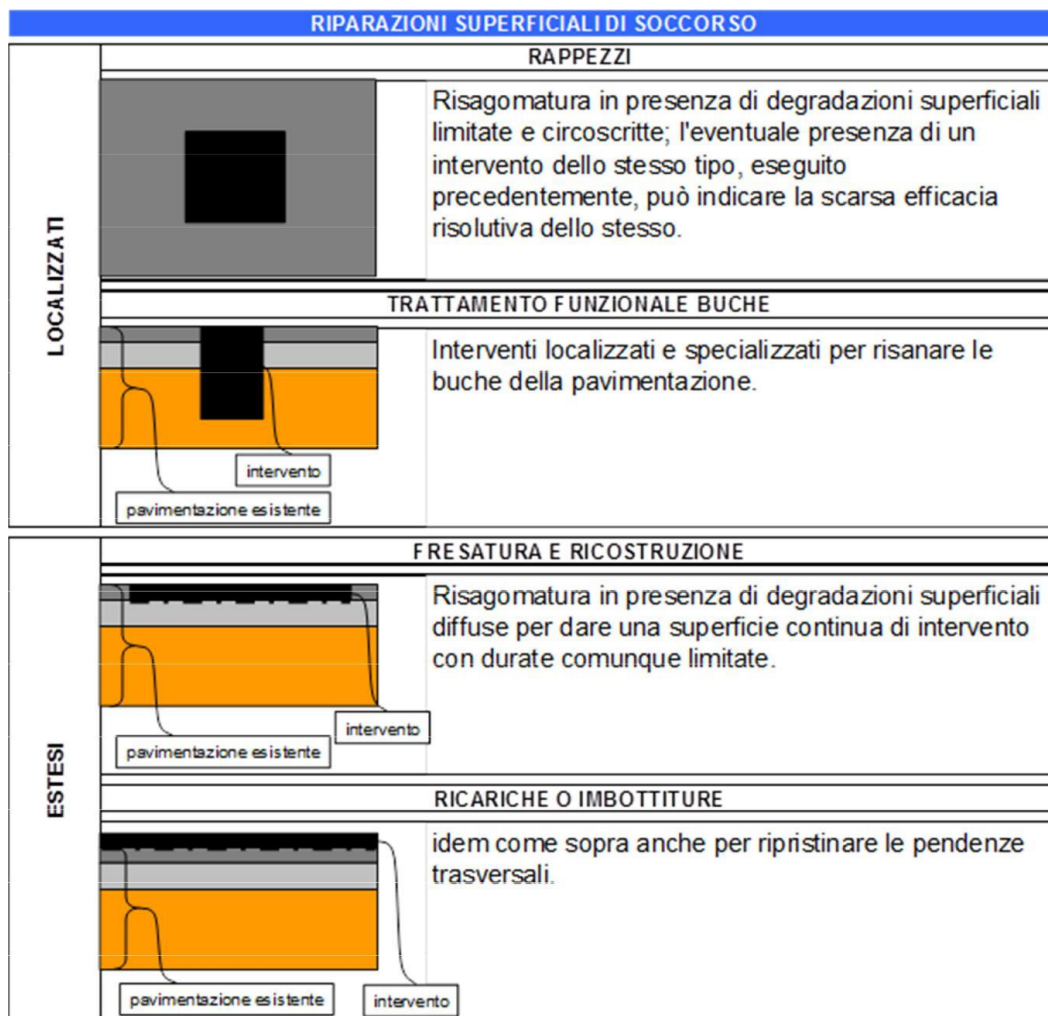 RIPARAZIONI SUPERFICIALI DI SOCCORSO
LOCALIZZATI
RAPPEZZI
Risagomatura in presenza di degradazioni superficiali
limitate e circoscritte; l'eventuale presenza di un
intervento dello stesso tipo, eseguito
precedentemente, può indicare la scarsa efficacia
risolutiva dello stesso.
TRATTAMENTO FUNZIONALE BUCHE
Interventi localizzati e specializzati per risanare le
buche della pavimentazione.
intervento
pavimentazione esistente
ESTESI
FRESATURA E RICOSTRUZIONE
Risagomatura in presenza di degradazioni superficiali
diffuse per dare una superficie continua di intervento
con durate comunque limitate.
intervento
pavimentazione esistente
RICARICHE O IMBOTTITURE
idem come sopra anche per ripristinare le pendenze
trasversali.
pavimentazione esistente
intervento